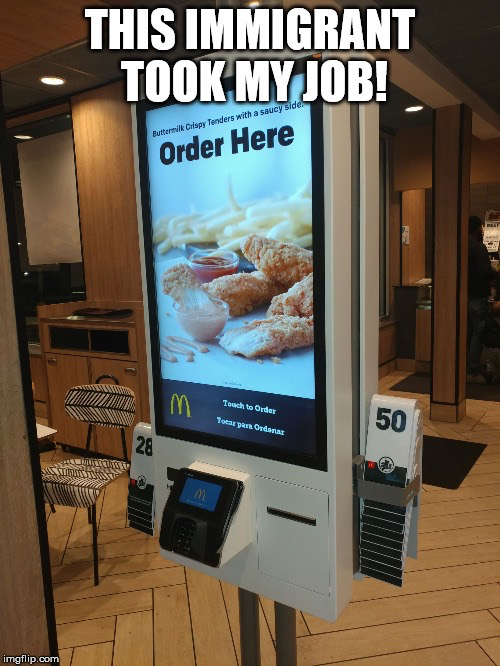 THIS IMMIGRANT
TOOK MY JOB!
Buttermilk Crispy Tenders with a saucy side.
Order Here
Touch to Order
Tocar para Ordenar
28
50
imgflip.com